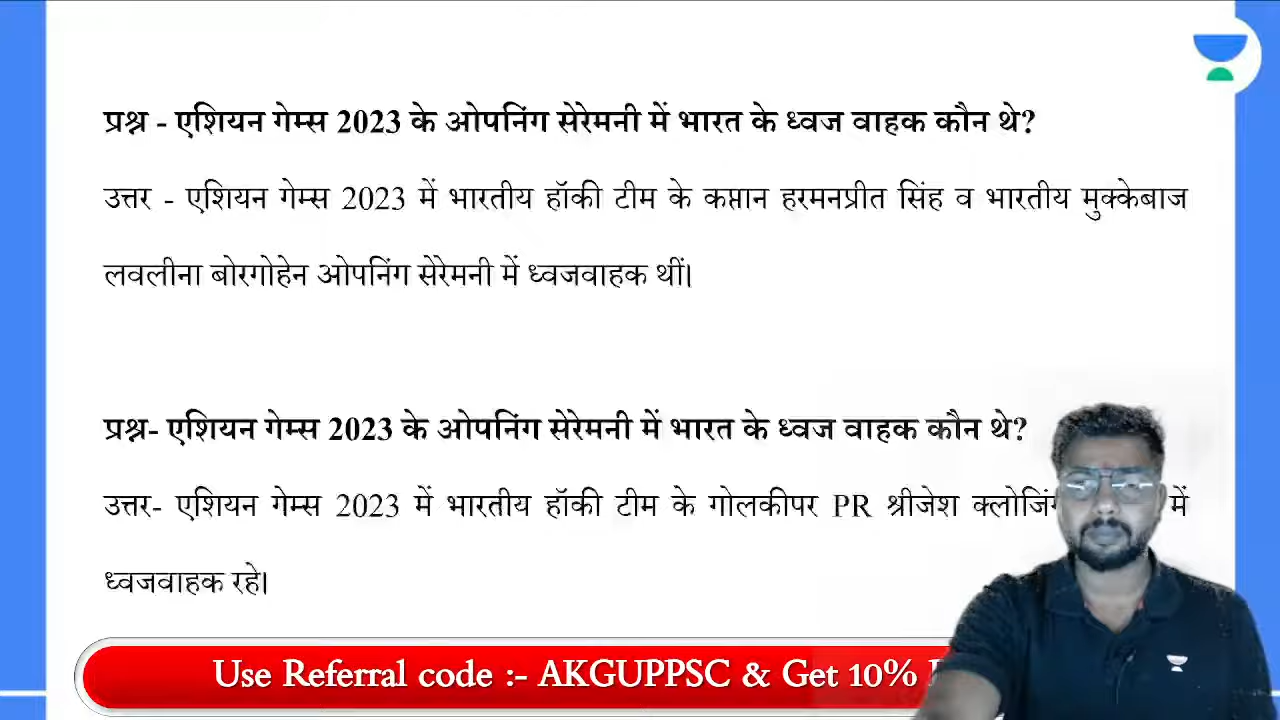 प्रश्न - एशियन गेम्स 2023 के ओपनिंग सेरेमनी में भारत के ध्वज वाहक कौन थे?
उत्तर - एशियन गेम्स 2023 में भारतीय हॉकी टीम के कप्तान हरमनप्रीत सिंह व भारतीय मुक्केबाज
लवलीना बोरगोहेन ओपनिंग सेरेमनी में ध्वजवाहक थीं।
प्रश्न- एशियन गेम्स 2023 के ओपनिंग सेरेमनी में भारत के ध्वज वाहक कौन थे?
उत्तर- एशियन गेम्स 2023 में भारतीय हॉकी टीम के गोलकीपर PR श्रीजेश में
ध्वजवाहक रहे।
Use Referral code :- AKGUPPSC & Get 10%